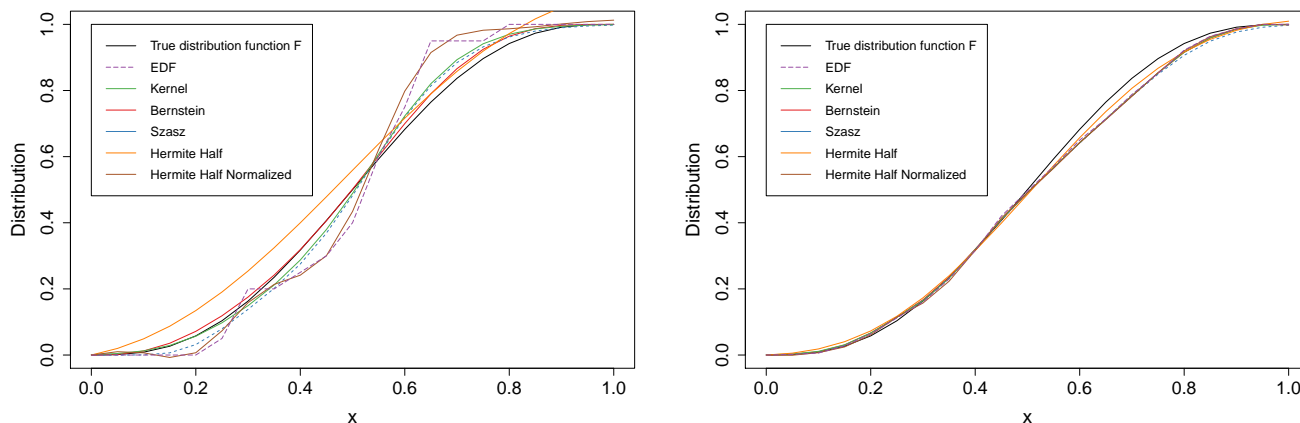 True distribution function F
EDF
Kernel
Bernstein
Szasz
Hermite Half
Hermite Half Normalized
Distribution
0.0
0.2
0.4
0.6
0.8
1.0
0.0
0.2
0.4
0.6
0.8
1.0
x
True distribution function F
EDF
Kernel
Bernstein
Szasz
Hermite Half
Hermite Half Normalized
Distribution
0.0
0.2
0.4
0.6
0.8
1.0
0.0
0.2
0.4
0.6
0.8
1.0
x